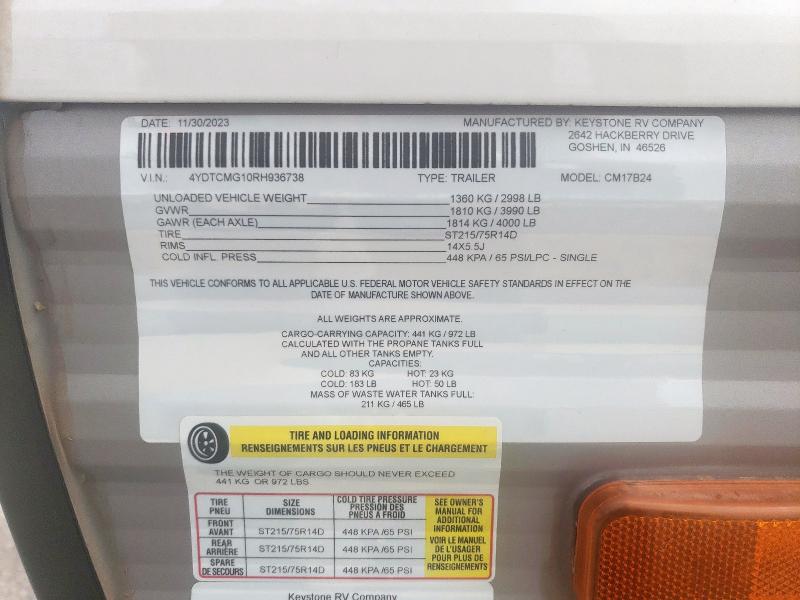 DATE: 11/30/2023 MANUFACTURED BY: KEYSTONE RV COMPANY
2642 HACKBERRY DRIVE
GOSHEN, IN 46526
V.I.N.: 4YDTCMG10RH936738 TYPE: TRAILER MODEL: CM17B24
UNLOADED VEHICLE WEIGHT 1360 KG / 2998 LB
GVWR 1810 KG / 3990 LB
GAWR (EACH AXLE) 1814 KG / 4000 LB
TIRE ST215/75R14D
RIMS 14X5.5J
COLD INFL. PRESS 448 KPA / 65 PSI/LPC - SINGLE
THIS VEHICLE CONFORMS TO ALL APPLICABLE U.S. FEDERAL MOTOR VEHICLE SAFETY STANDARDS IN EFFECT ON THE
DATE OF MANUFACTURE SHOWN ABOVE.
ALL WEIGHTS ARE APPROXIMATE.
CARGO-CARRYING CAPACITY: 441 KG / 972 LB
CALCULATED WITH THE PROPANE TANKS FULL
AND ALL OTHER TANKS EMPTY.
CAPACITIES:
COLD: 83 KG HOT: 23 KG
COLD: 183 LB HOT: 50 LB
MASS OF WASTE WATER TANKS FULL:
211 KG / 465 LB
TIRE AND LOADING INFORMATION
RENSEIGNEMENTS SUR LES PNEUS ET LE CHARGEMENT
THE WEIGHT OF CARGO SHOULD NEVER EXCEED
441 KG OR 972 LBS
TIRE
PNEU
SIZE
DIMENSIONS
COLD TIRE PRESSURE
PRESSION DES
PNEUS A FROID
SEE OWNER'S
MANUAL FOR
ADDITIONAL
INFORMATION
VOIR LE MANUEL
DE L'USAGER
POUR PLUS DE
RENSEIGNEMENTS
FRONT
AVANT
ST215/75R14D
448 KPA /65 PSI
REAR
ARRIÈRE
ST215/75R14D
448 KPA /65 PSI
SPARE
DE SECOURS
ST215/75R14D
448 KPA /65 PSI
Keystone RV Company